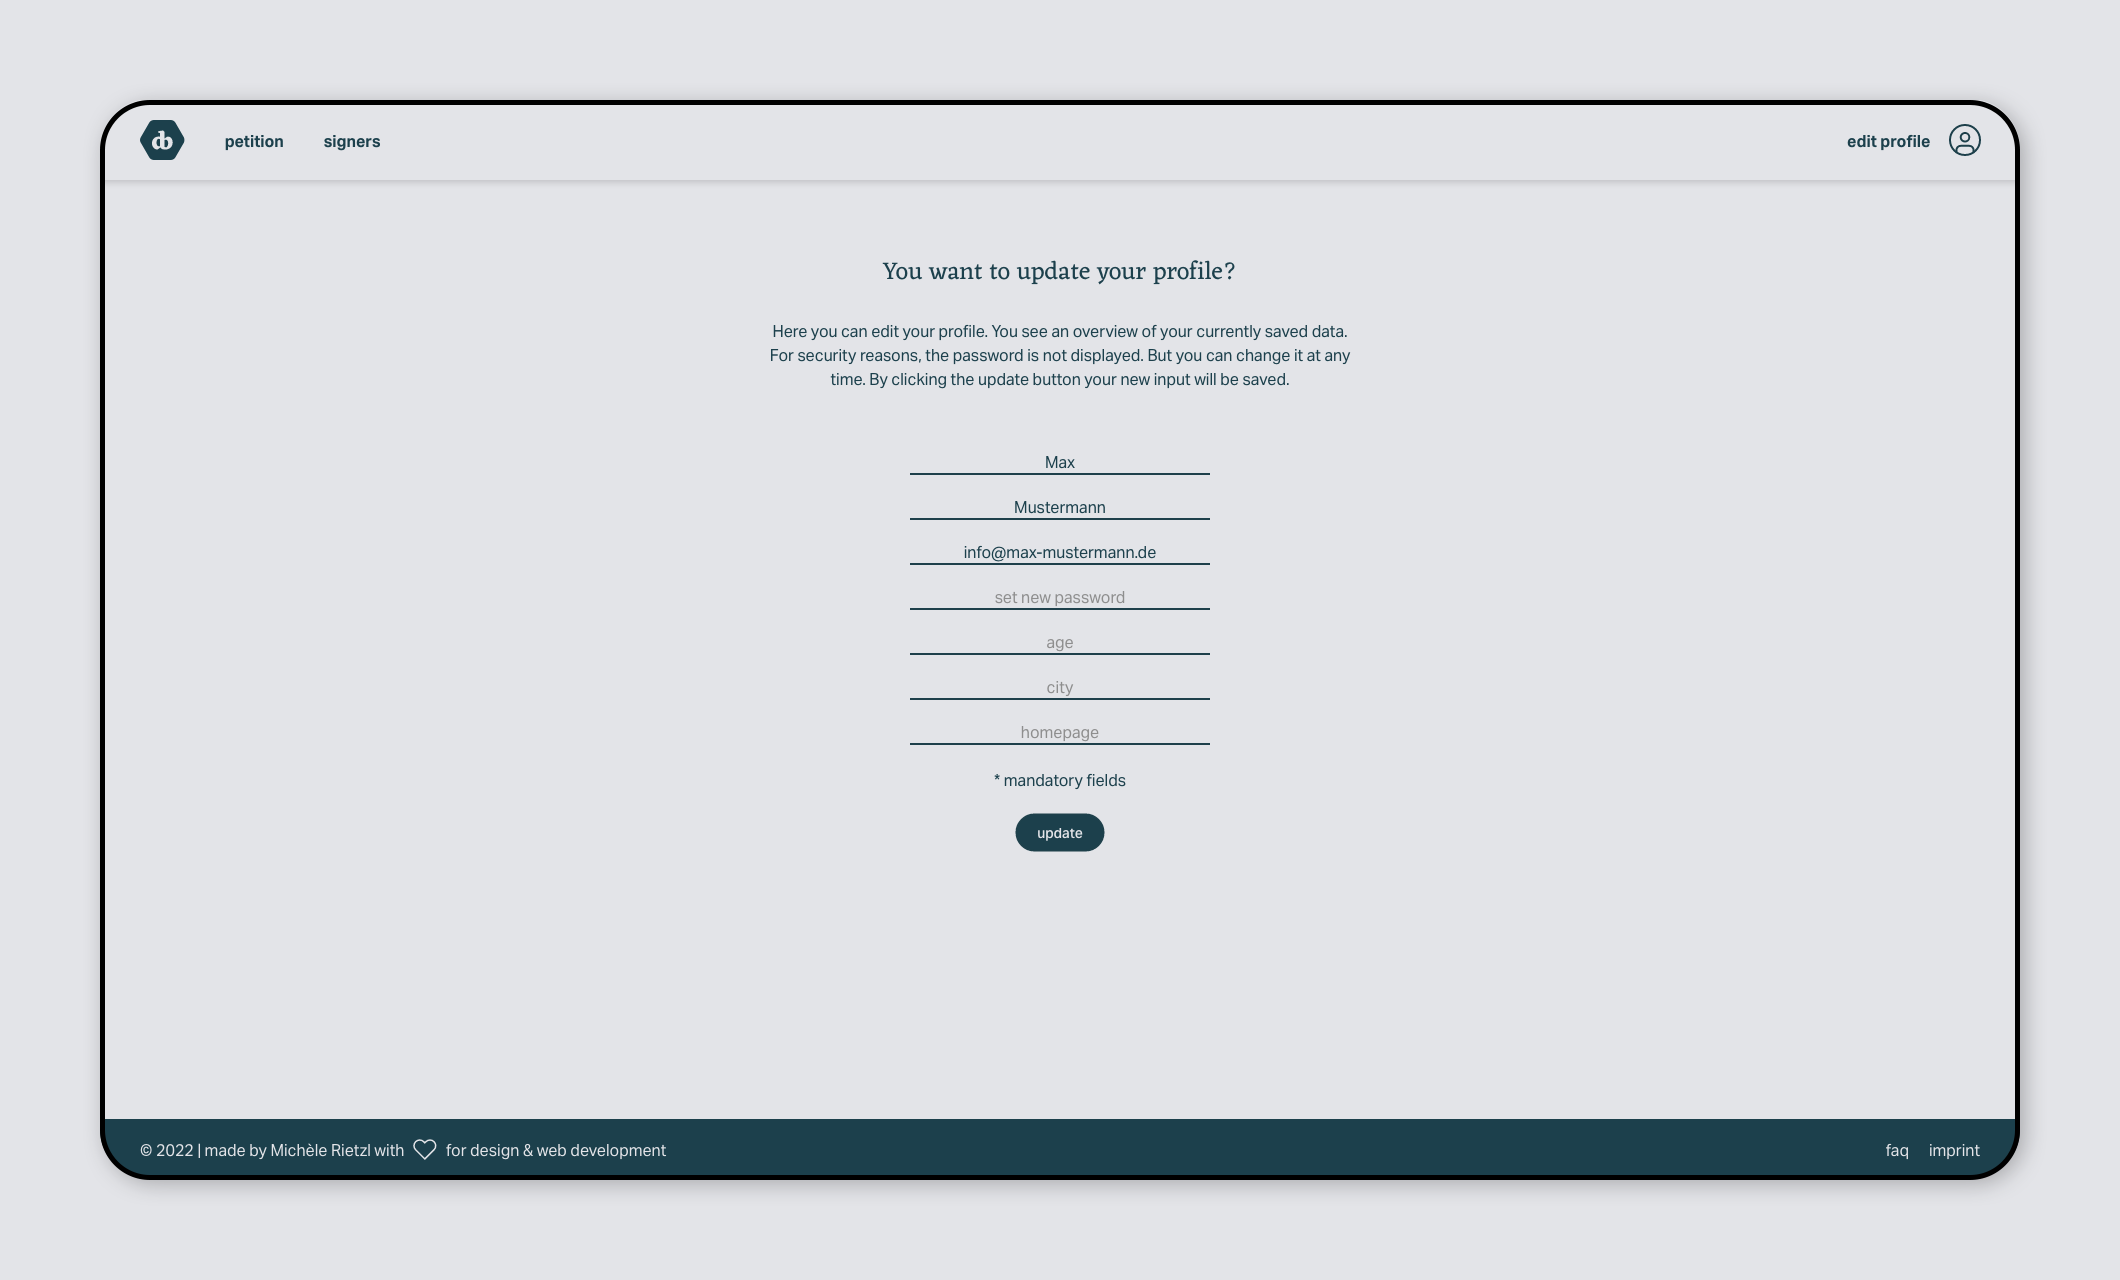 db
petition
signers
edit profile
You want to update your profile?
Here you can edit your profile. You see an overview of your currently saved data.
For security reasons, the password is not displayed. But you can change it at any
time. By clicking the update button your new input will be saved.
Max
Mustermann
info@max-mustermann.de
set new password
age
city
homepage
* mandatory fields
update
© 2022 | made by Michèle Rietzl with for design & web development
faq
imprint